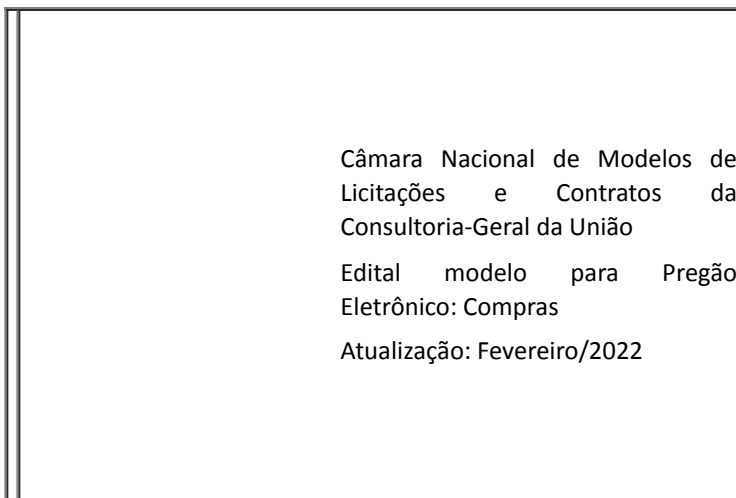 Câmara Nacional de Modelos de
Licitações e Contratos da
Consultoria-Geral da União
Edital modelo para Pregão
Eletrônico: Compras
Atualização: Fevereiro/2022